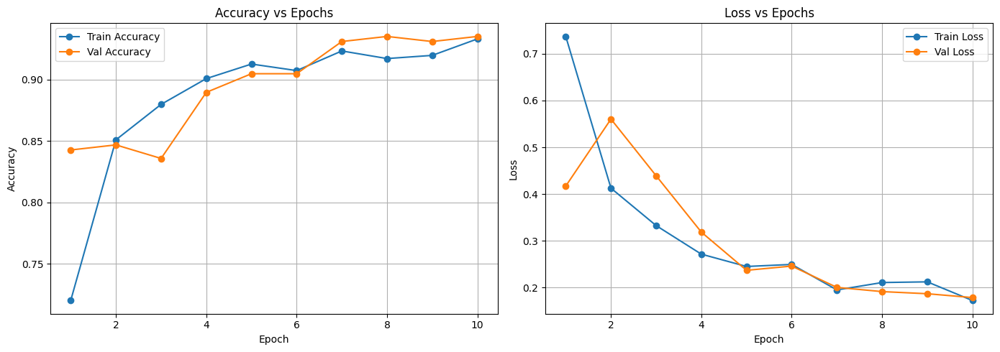 Accuracy vs Epochs
Train Accuracy
Val Accuracy
0.90
0.85
0.80
0.75
Accuracy
2 4 6 8 10
Epoch
Loss vs Epochs
Train Loss
Val Loss
0.7
0.6
0.5
0.4
0.3
0.2
Loss
2 4 6 8 10
Epoch